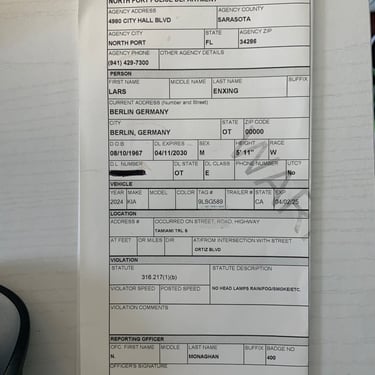 NORTH PORT POLICE DEPARTMENT
AGENCY ADDRESS AGENCY COUNTY
4980 CITY HALL BLVD SARASOTA
AGENCY CITY STATE AGENCY ZIP
NORTH PORT FL 34286
AGENCY PHONE OTHER AGENCY DETAILS
(941) 429-7300
PERSON
FIRST NAME MIDDLE NAME LAST NAME SUFFIX
LARS ENXING
CURRENT ADDRESS (Number and Street)
BERLIN GERMANY
CITY STATE ZIP CODE
BERLIN, GERMANY OT 00000
D.O.B DL EXPIRES SEX HEIGHT RACE
08/10/1967 04/11/2030 M 5' 11" W
D.L. NUMBER DL STATE DL CLASS PHONE NUMBER UTC?
OT E No
VEHICLE
YEAR MAKE MODEL COLOR TAG # TRAILER # STATE EXP
2024 KIA 9LSG589 CA 04/02/25
LOCATION
ADDRESS # OCCURRED ON STREET, ROAD, HIGHWAY
TAMIAMI TRL S
AT FEET OR MILES DIR AT/FROM INTERSECTION WITH STREET
ORTIZ BLVD
VIOLATION
STATUTE STATUTE DESCRIPTION
316.217(1)(b) NO HEAD LAMPS RAIN/FOG/SMOKE/ETC.
VIOLATOR SPEED POSTED SPEED
VIOLATION COMMENTS
REPORTING OFFICER
OFC. FIRST N. MIDDLE LAST NAME SUFFIX BADGE NO
N. MONAGHAN 400
OFFICER'S SIGNATURE